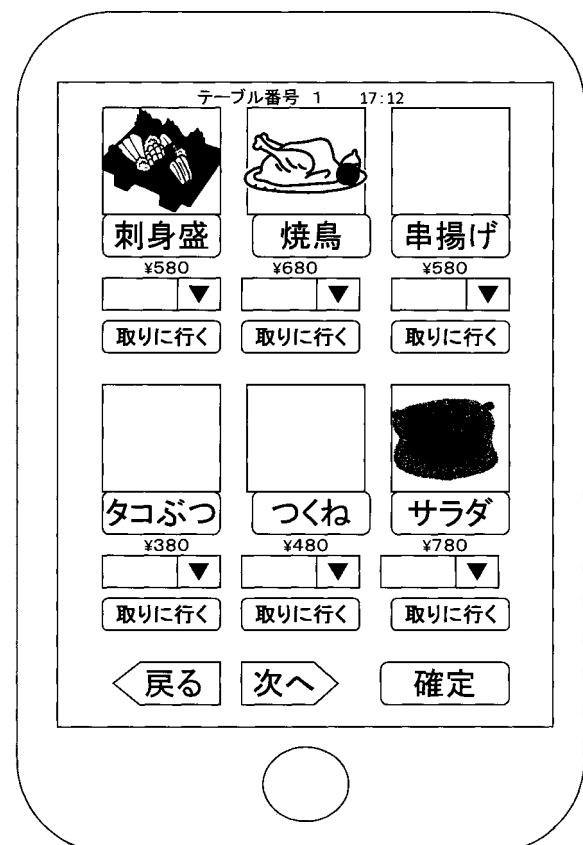 テーブル番号 1 17:12
刺身盛 焼鳥 串揚げ
¥580 ¥680 ¥580
▼ ▼ ▼
取りに行く 取りに行く 取りに行く
タコぶつ つくね サラダ
¥380 ¥480 ¥780
▼ ▼ ▼
取りに行く 取りに行く 取りに行く
戻る 次へ 確定